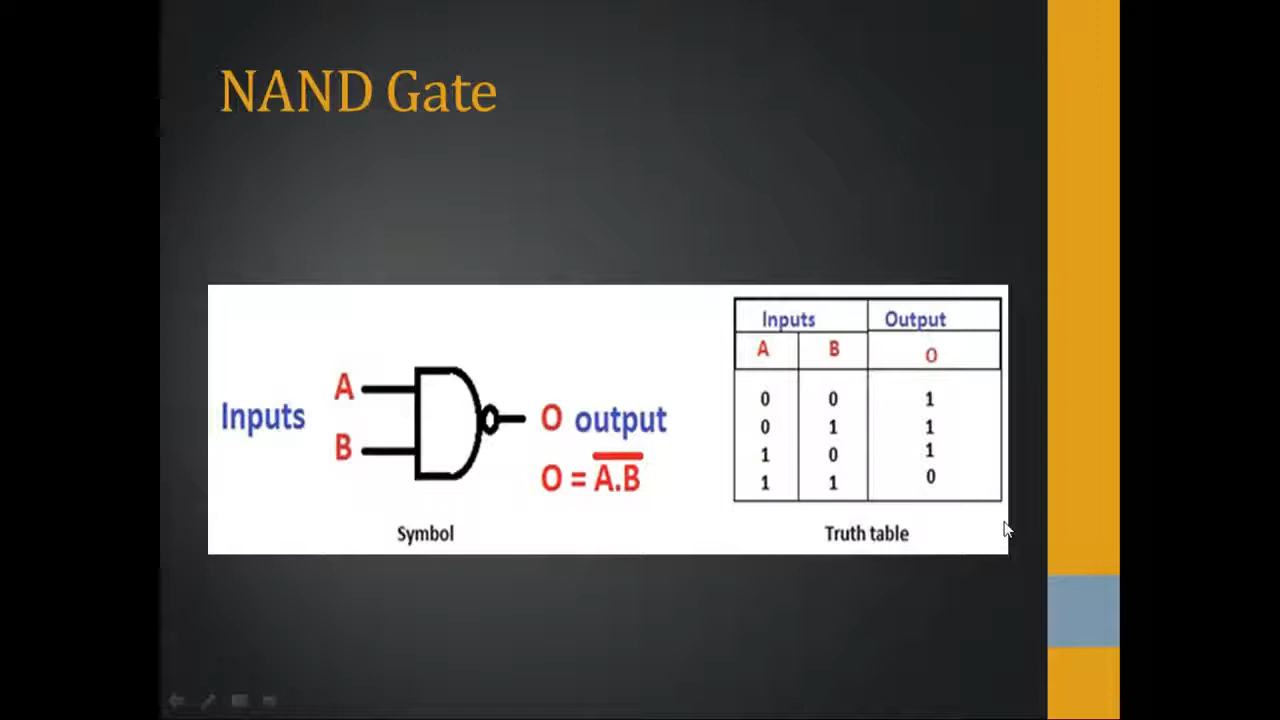 NAND Gate
Inputs
A
B
O output
O = A.B
Symbol
Inputs Output
A B O
0 0 1
0 1 1
1 0 1
1 1 0
Truth table